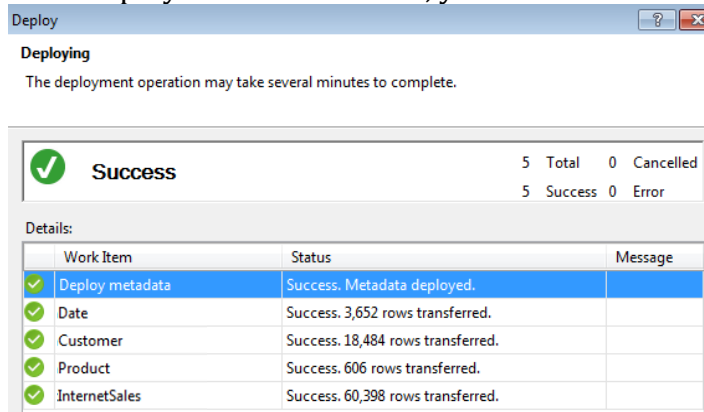 Deploy
Deploying
The deployment operation may take several minutes to complete.
Success
5 Total 0 Cancelled
5 Success 0 Error
Details:
Work Item Status Message
Deploy metadata Success. Metadata deployed.
Date Success. 3,652 rows transferred.
Customer Success. 18,484 rows transferred.
Product Success. 606 rows transferred.
InternetSales Success. 60,398 rows transferred.